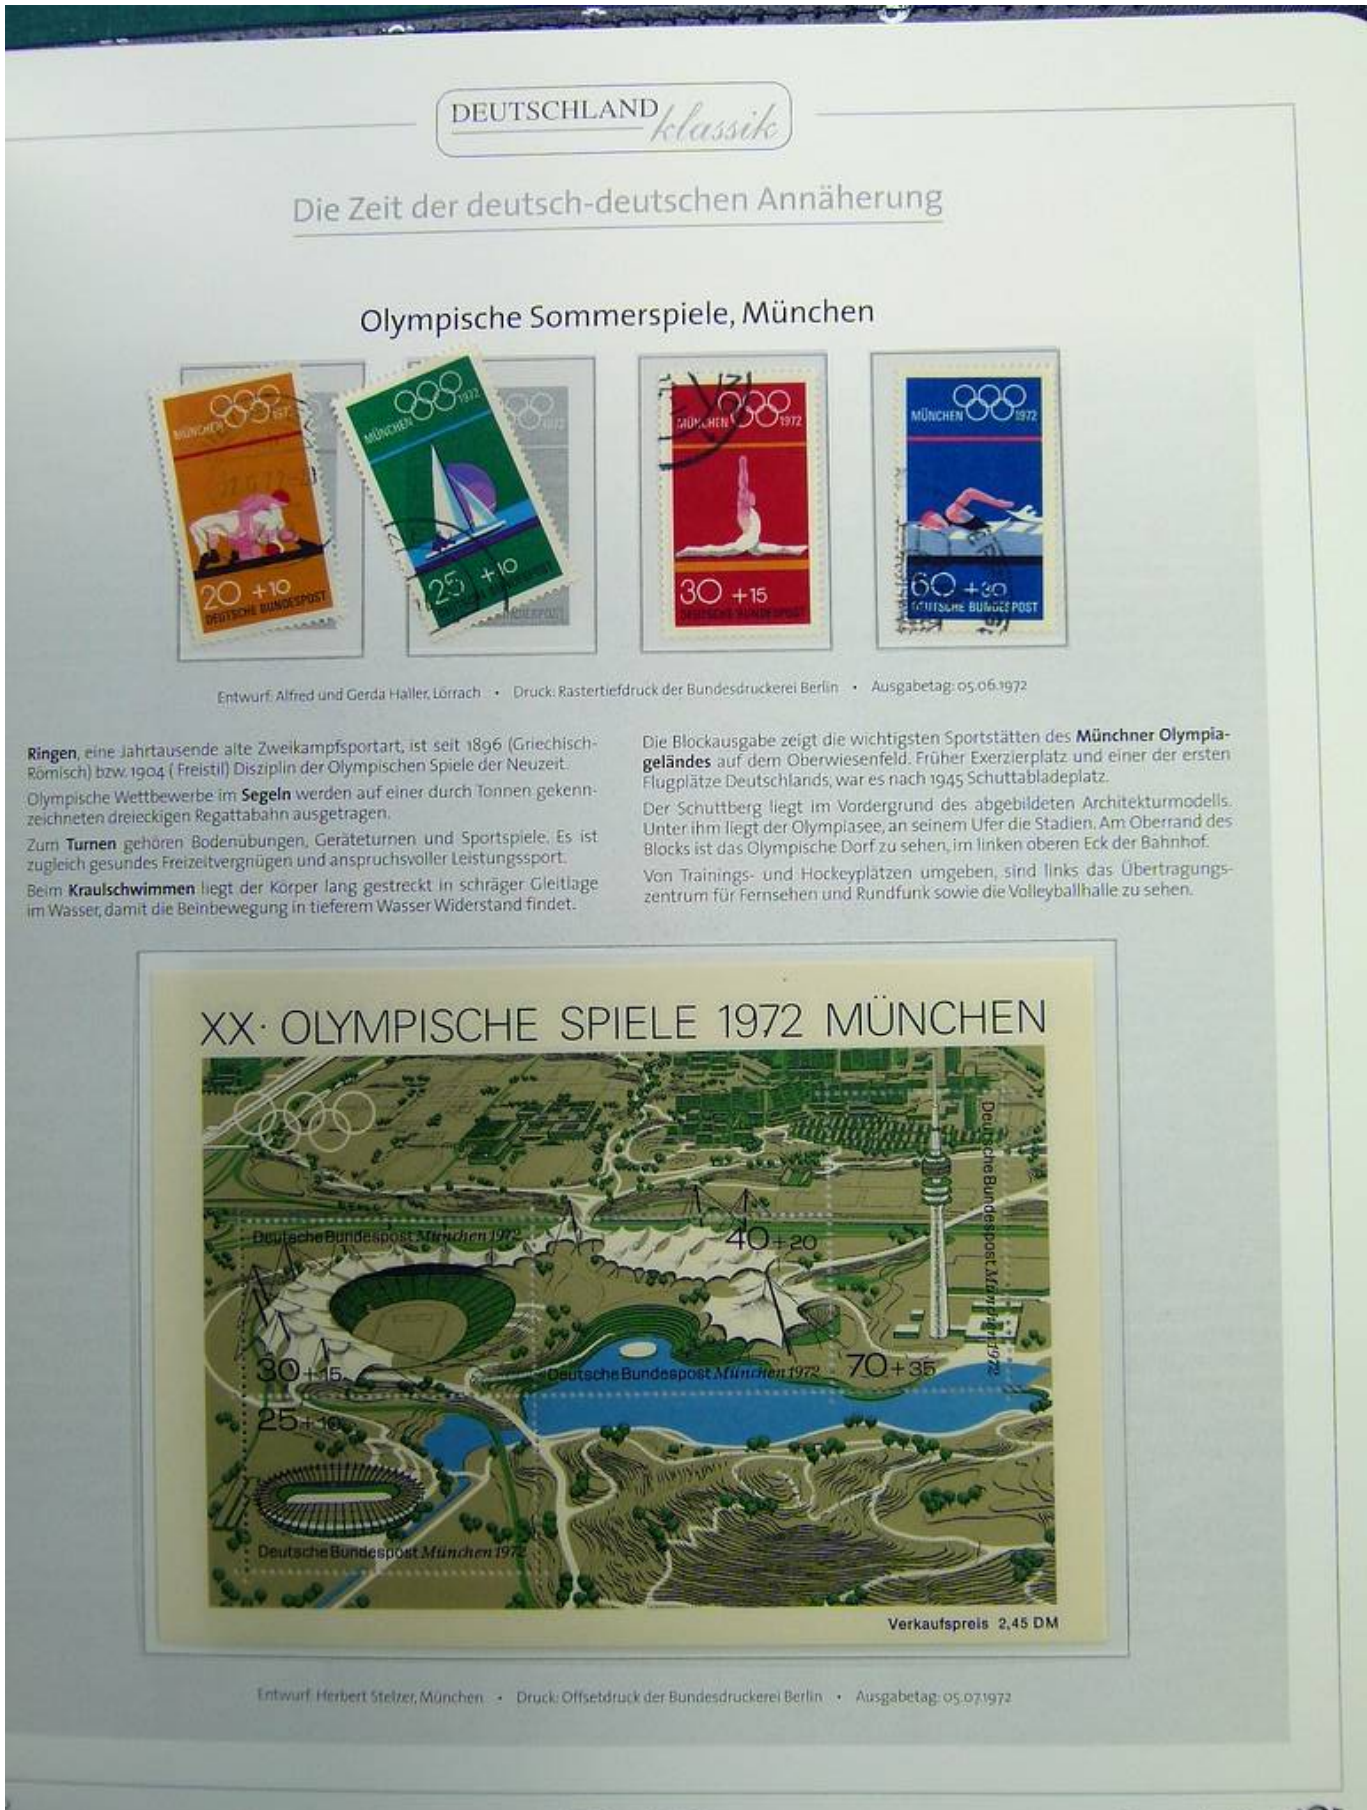 DEUTSCHLAND
klassik
Die Zeit der deutsch-deutschen Annäherung
Olympische Sommerspiele, München
MÜNCHEN 1972
20 +10
DEUTSCHE BUNDESPOST
MÜNCHEN 1972
25 +10
MÜNCHEN 1972
30 +15
DEUTSCHE BUNDESPOST
MÜNCHEN 1972
60 +30
DEUTSCHE BUNDESPOST
Entwurf: Alfred und Gerda Haller, Lörrach • Druck: Rastertiefdruck der Bundesdruckerei Berlin • Ausgabetag: 05.06.1972
Ringen, eine Jahrtausende alte Zweikampfsportart, ist seit 1896 (Griechisch-
Römisch) bzw. 1904 ( Freistil) Disziplin der Olympischen Spiele der Neuzeit.
Olympische Wettbewerbe im Segeln werden auf einer durch Tonnen gekenn-
zeichneten dreieckigen Regattabahn ausgetragen.
Zum Turnen gehören Bodenübungen, Geräteturnen und Sportspiele. Es ist
zugleich gesundes Freizeitvergnügen und anspruchsvoller Leistungssport.
Beim Kraulschwimmen liegt der Körper lang gestreckt in schräger Gleitlage
im Wasser, damit die Beinbewegung in tieferem Wasser Widerstand findet.
Die Blockausgabe zeigt die wichtigsten Sportstätten des Münchner Olympia-
geländes auf dem Oberwiesenfeld. Früher Exerzierplatz und einer der ersten
Flugplätze Deutschlands, war es nach 1945 Schuttabladeplatz.
Der Schuttberg liegt im Vordergrund des abgebildeten Architekturmodells.
Unter ihm liegt der Olympiasee, an seinem Ufer die Stadien. Am Oberrand des
Blocks ist das Olympische Dorf zu sehen, im linken oberen Eck der Bahnhof.
Von Trainings- und Hockeyplätzen umgeben, sind links das Übertragungs-
zentrum für Fernsehen und Rundfunk sowie die Volleyballhalle zu sehen.
XX· OLYMPISCHE SPIELE 1972 MÜNCHEN
Deutsche Bundespost München 1972
Deutsche Bundespost München 1972
40+20
30+15
Deutsche Bundespost München 1972
70+35
25+10
Deutsche Bundespost München 1972
Verkaufspreis 2,45 DM
Entwurf: Herbert Stelzer, München • Druck: Offsetdruck der Bundesdruckerei Berlin • Ausgabetag: 05.07.1972